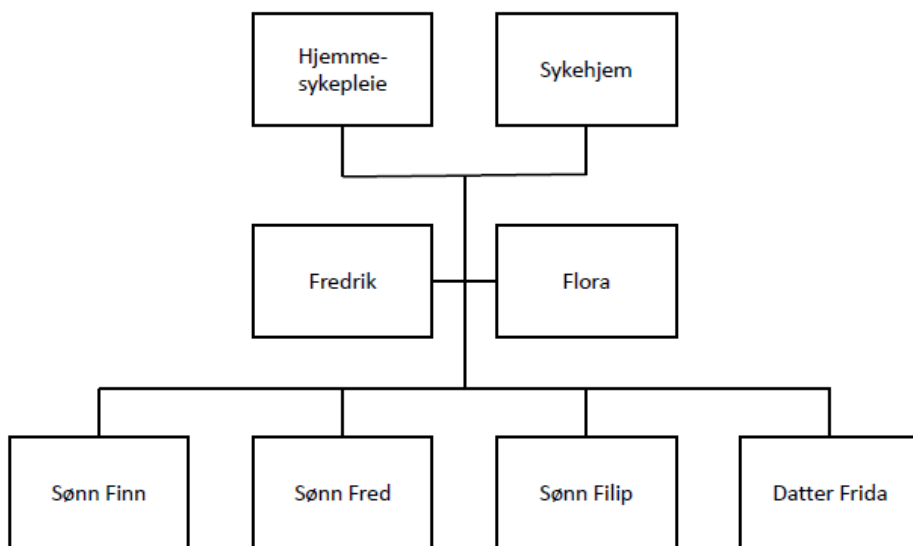 Hjemme-
sykepleie
Sykehjem
Fredrik
Flora
Sønn Finn
Sønn Fred
Sønn Filip
Datter Frida